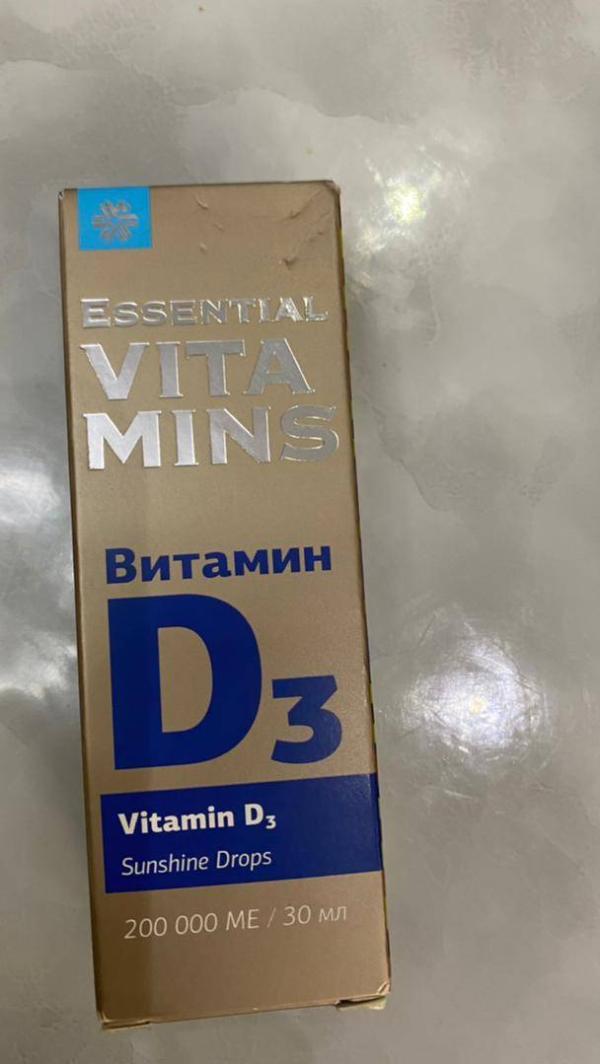 ESSENTIAL
VITA
MINS
Витамин
D3
Vitamin D3
Sunshine Drops
200 000 МЕ / 30 мл